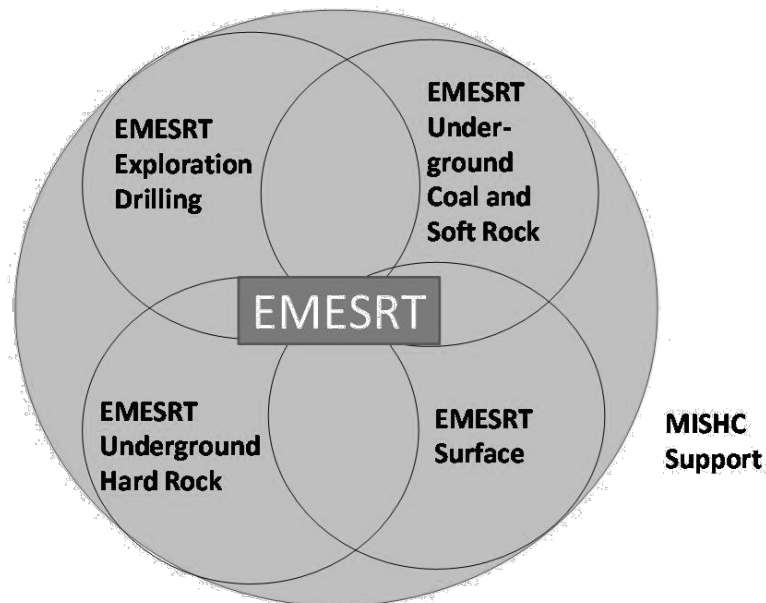 EMESRT
Exploration
Drilling
EMESRT
Under-
ground
Coal and
Soft Rock
EMESRT
EMESRT
Underground
Hard Rock
EMESRT
Surface
MISHC
Support